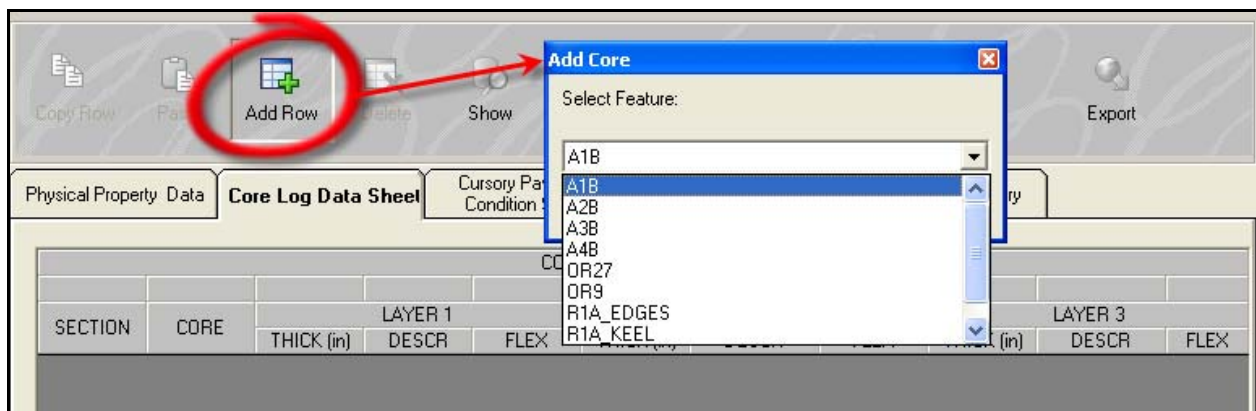 Copy Row
Add Row
Delete
Show
Export
Add Core
Select Feature:
A1B
A1B
A2B
A3B
A4B
OR27
OR9
R1A_EDGES
R1A_KEEL
Physical Property Data
Core Log Data Sheet
Cursory
Condition
SECTION
CORE
LAYER 1
LAYER 3
THICK (in)
DESCR
FLEX
(in)
DESCR
FLEX